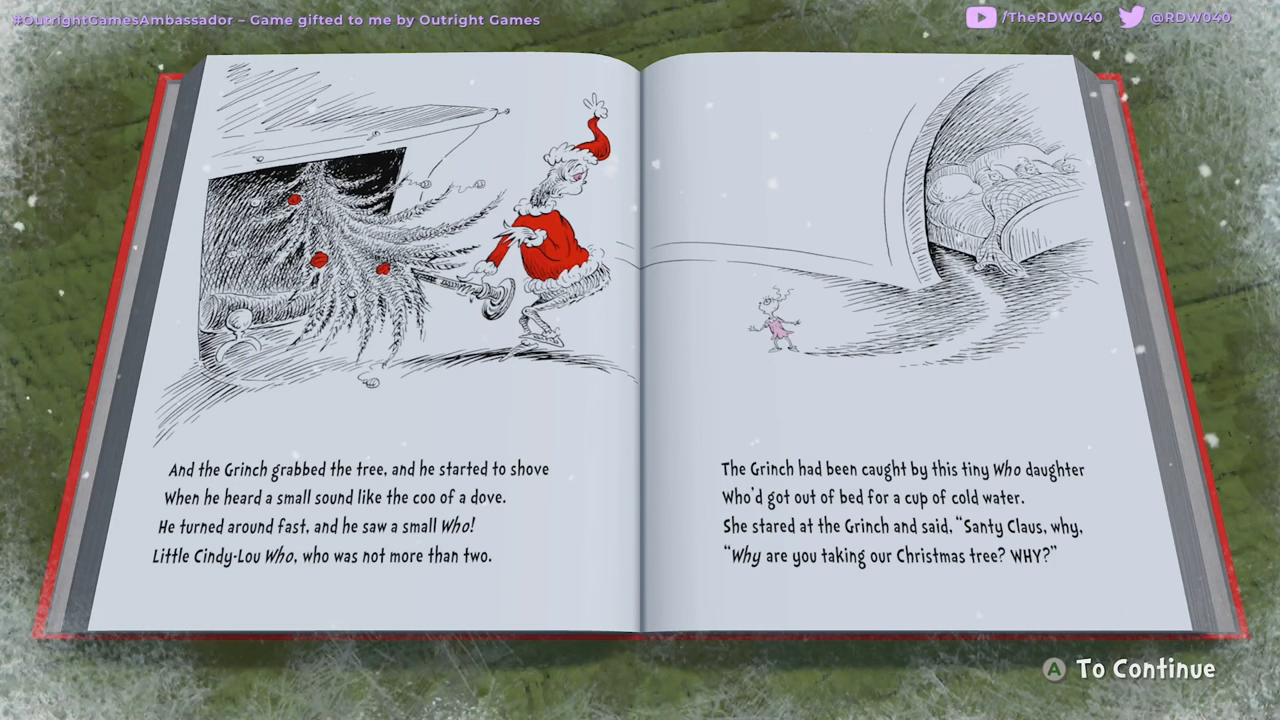 #OutrightGamesAmbassador – Game gifted to me by Outright Games
/TheRDW040 @RDW040
And the Grinch grabbed the tree, and he started to shove
When he heard a small sound like the coo of a dove.
He turned around fast, and he saw a small Who!
Little Cindy-Lou Who, who was not more than two.
The Grinch had been caught by this tiny Who daughter
Who'd got out of bed for a cup of cold water.
She stared at the Grinch and said, “Santy Claus, why,
“Why are you taking our Christmas tree? WHY?”
A To Continue